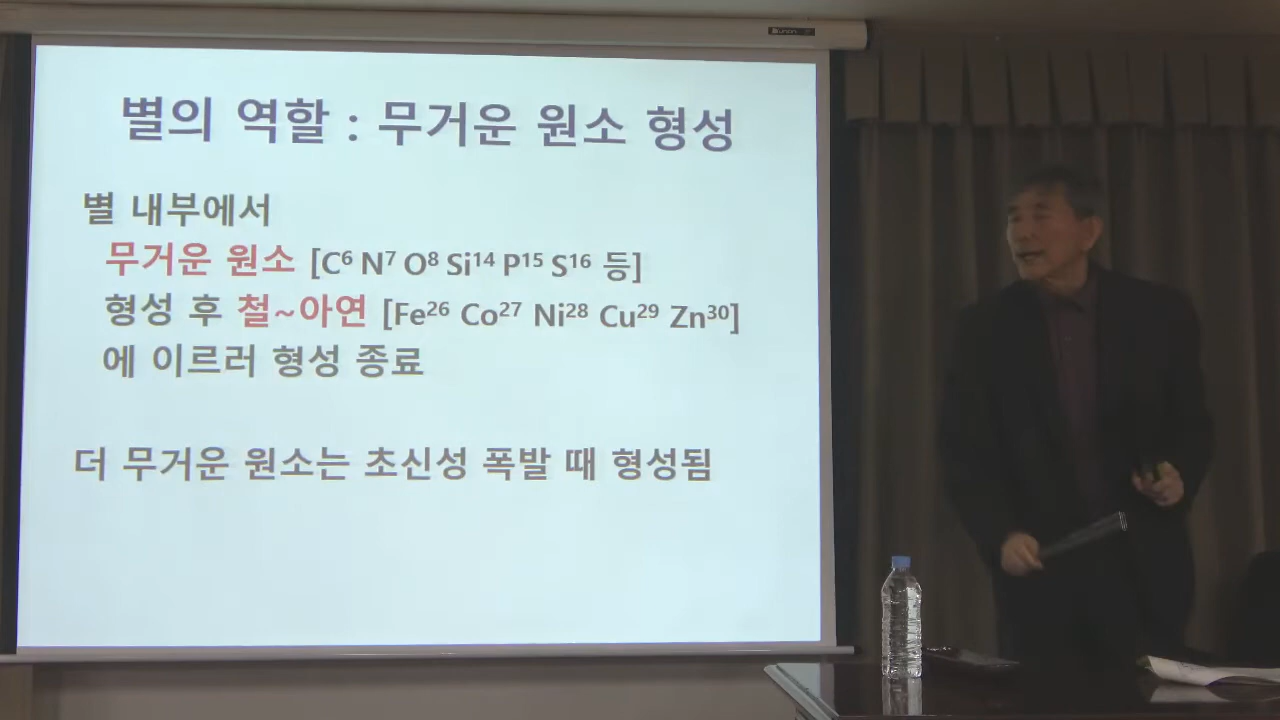 별의 역할 : 무거운 원소 형성
별 내부에서
무거운 원소 [C⁶ N⁷ O⁸ Si¹⁴ P¹⁵ S¹⁶ 등]
형성 후 철~아연 [Fe²⁶ Co²⁷ Ni²⁸ Cu²⁹ Zn³⁰]
에 이르러 형성 종료
더 무거운 원소는 초신성 폭발 때 형성됨